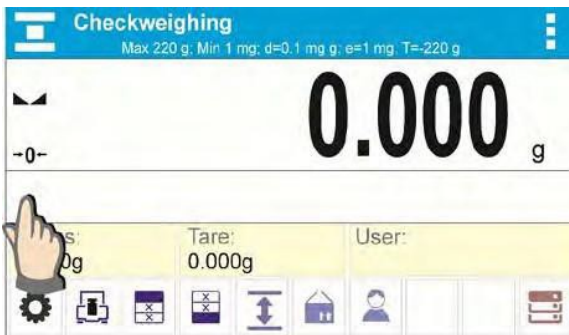 Checkweighing
Max 220 g; Min 1 mg; d=0.1 mg g; e=1 mg. T=-220 g
0.000 g
→0←
Tare: User:
0.000g